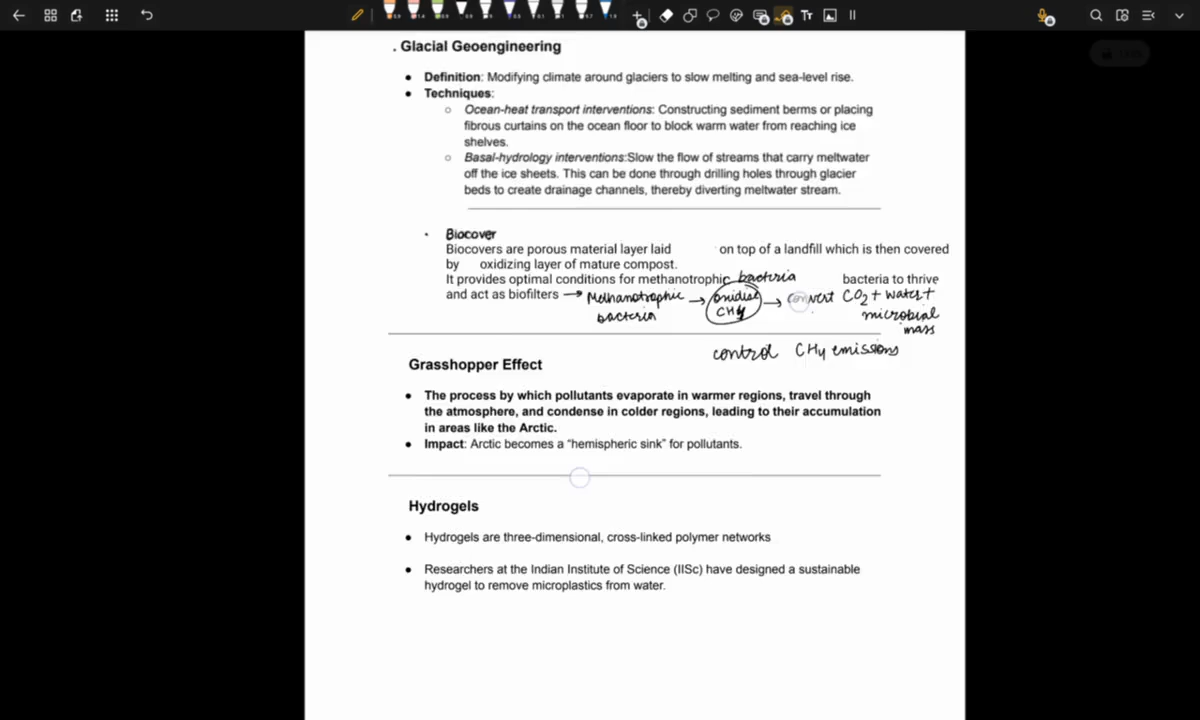 . Glacial Geoengineering
● Definition: Modifying climate around glaciers to slow melting and sea-level rise.
● Techniques:
○ Ocean-heat transport interventions: Constructing sediment berms or placing
fibrous curtains on the ocean floor to block warm water from reaching ice
shelves.
○ Basal-hydrology interventions:Slow the flow of streams that carry meltwater
off the ice sheets. This can be done through drilling holes through glacier
beds to create drainage channels, thereby diverting meltwater stream.
• Biocover
Biocovers are porous material layer laid on top of a landfill which is then covered
by oxidizing layer of mature compost.
It provides optimal conditions for methanotrophic bacteria bacteria to thrive
and act as biofilters → Methanotrophic → oxidise → convert CO2 + water +
bacteria CH4 microbial
mass
control CH4 emissions
Grasshopper Effect
● The process by which pollutants evaporate in warmer regions, travel through
the atmosphere, and condense in colder regions, leading to their accumulation
in areas like the Arctic.
● Impact: Arctic becomes a “hemispheric sink” for pollutants.
Hydrogels
● Hydrogels are three-dimensional, cross-linked polymer networks
● Researchers at the Indian Institute of Science (IISc) have designed a sustainable
hydrogel to remove microplastics from water.